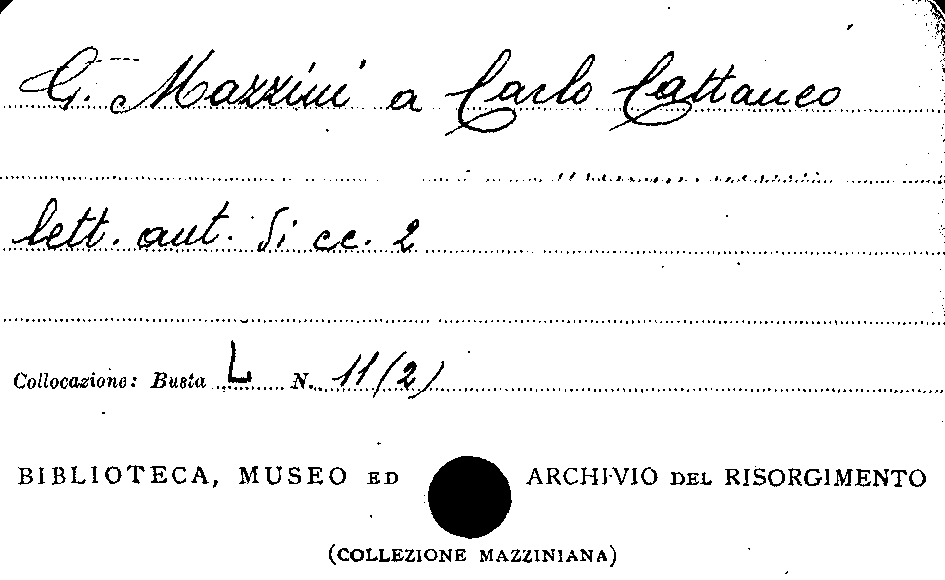 G. Mazzini a Carlo Cattaneo
lett. aut. di cc. 2
Collocazione: Busta L N. 11(2)
BIBLIOTECA, MUSEO ED ARCHIVIO DEL RISORGIMENTO
(COLLEZIONE MAZZINIANA)